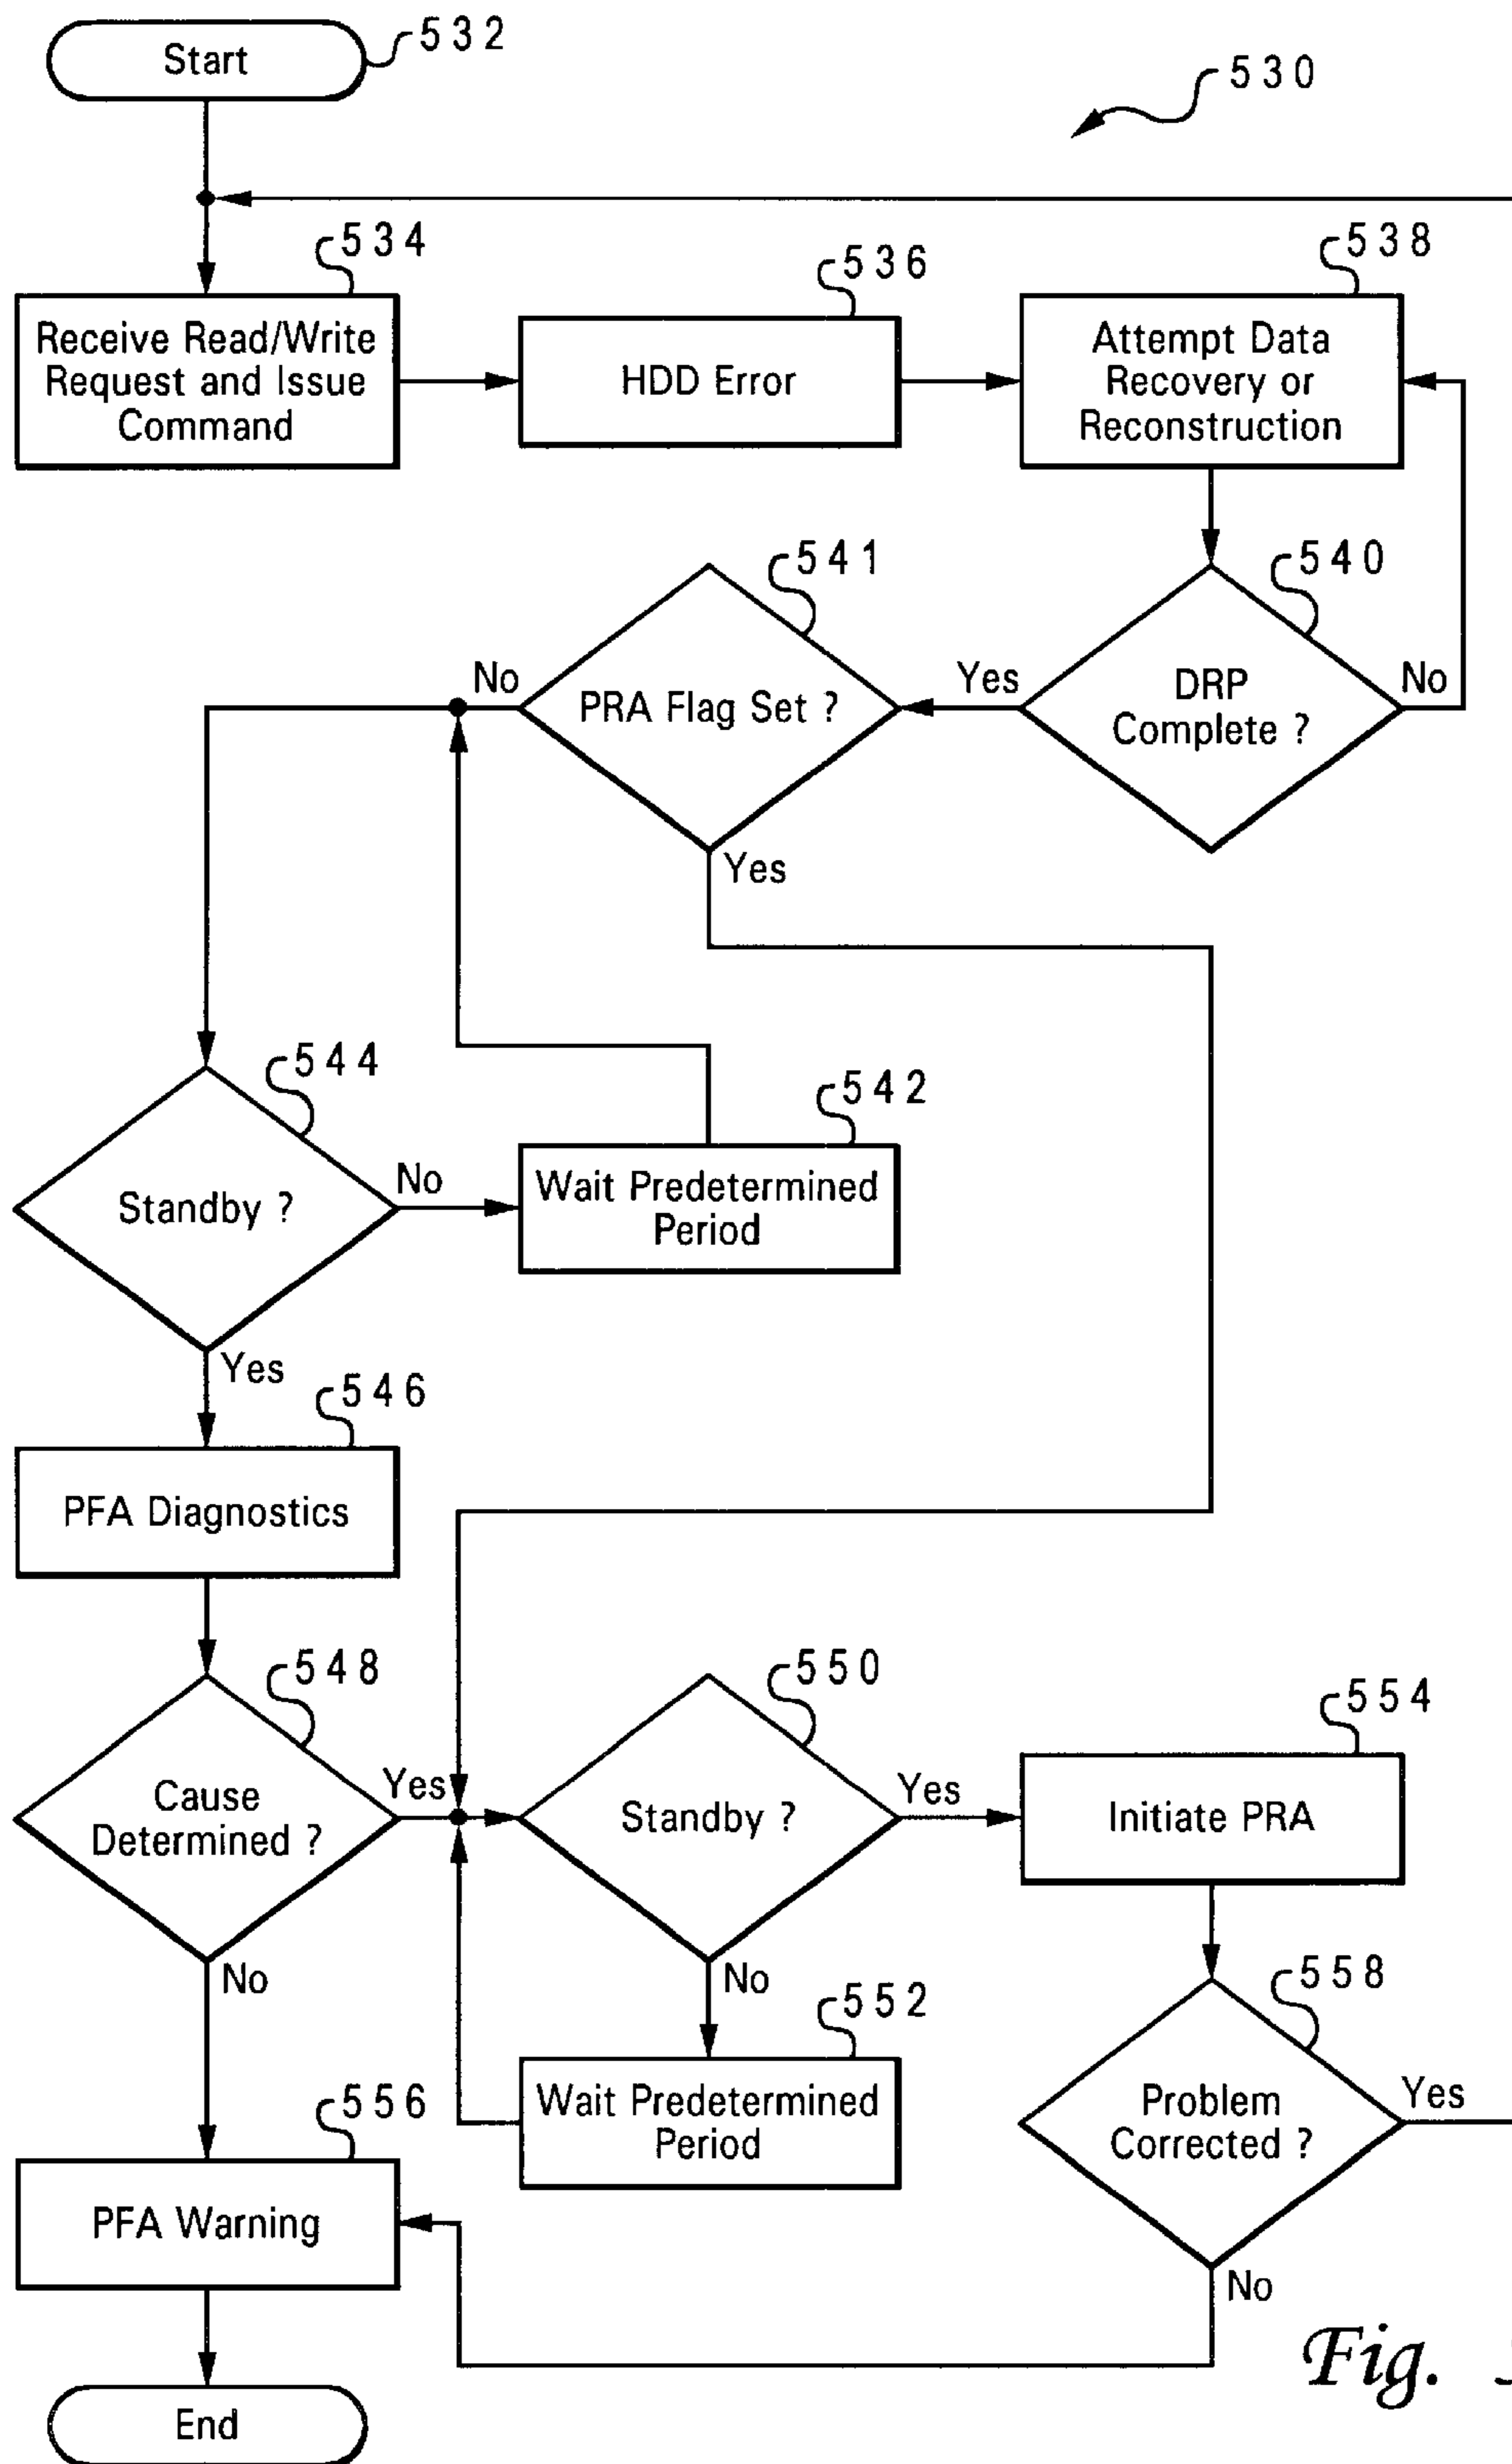 Start
532
530
534
Receive Read/Write
Request and Issue
Command
536
HDD Error
538
Attempt Data
Recovery or
Reconstruction
541
PRA Flag Set ?
No
Yes
540
DRP
Complete ?
Yes
No
544
Standby ?
No
Yes
542
Wait Predetermined
Period
546
PFA Diagnostics
548
Cause
Determined ?
Yes
No
550
Standby ?
Yes
No
552
Wait Predetermined
Period
554
Initiate PRA
558
Problem
Corrected ?
Yes
No
556
PFA Warning
End
Fig.